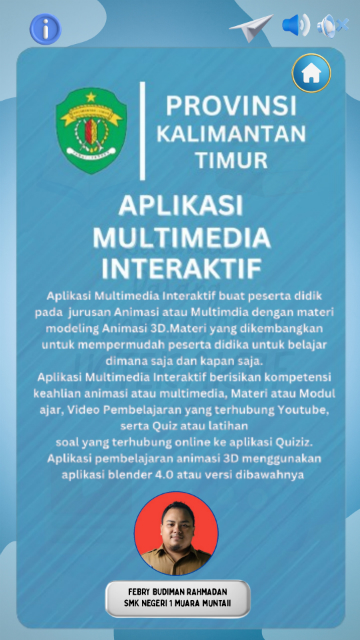 PROVINSI
KALIMANTAN
TIMUR
APLIKASI
MULTIMEDIA
INTERAKTIF
Aplikasi Multimedia Interaktif buat peserta didik
pada jurusan Animasi atau Multimdia dengan materi
modeling Animasi 3D.Materi yang dikembangkan
untuk mempermudah peserta didika untuk belajar
dimana saja dan kapan saja.
Aplikasi Multimedia Interaktif berisikan kompetensi
keahlian animasi atau multimedia, Materi atau Modul
ajar, Video Pembelajaran yang terhubung Youtube,
serta Quiz atau latihan
soal yang terhubung online ke aplikasi Quiziz.
Aplikasi pembelajaran animasi 3D menggunakan
aplikasi blender 4.0 atau versi dibawahnya
FEBRY BUDIMAN RAHMADAN
SMK NEGERI 1 MUARA MUNTAII